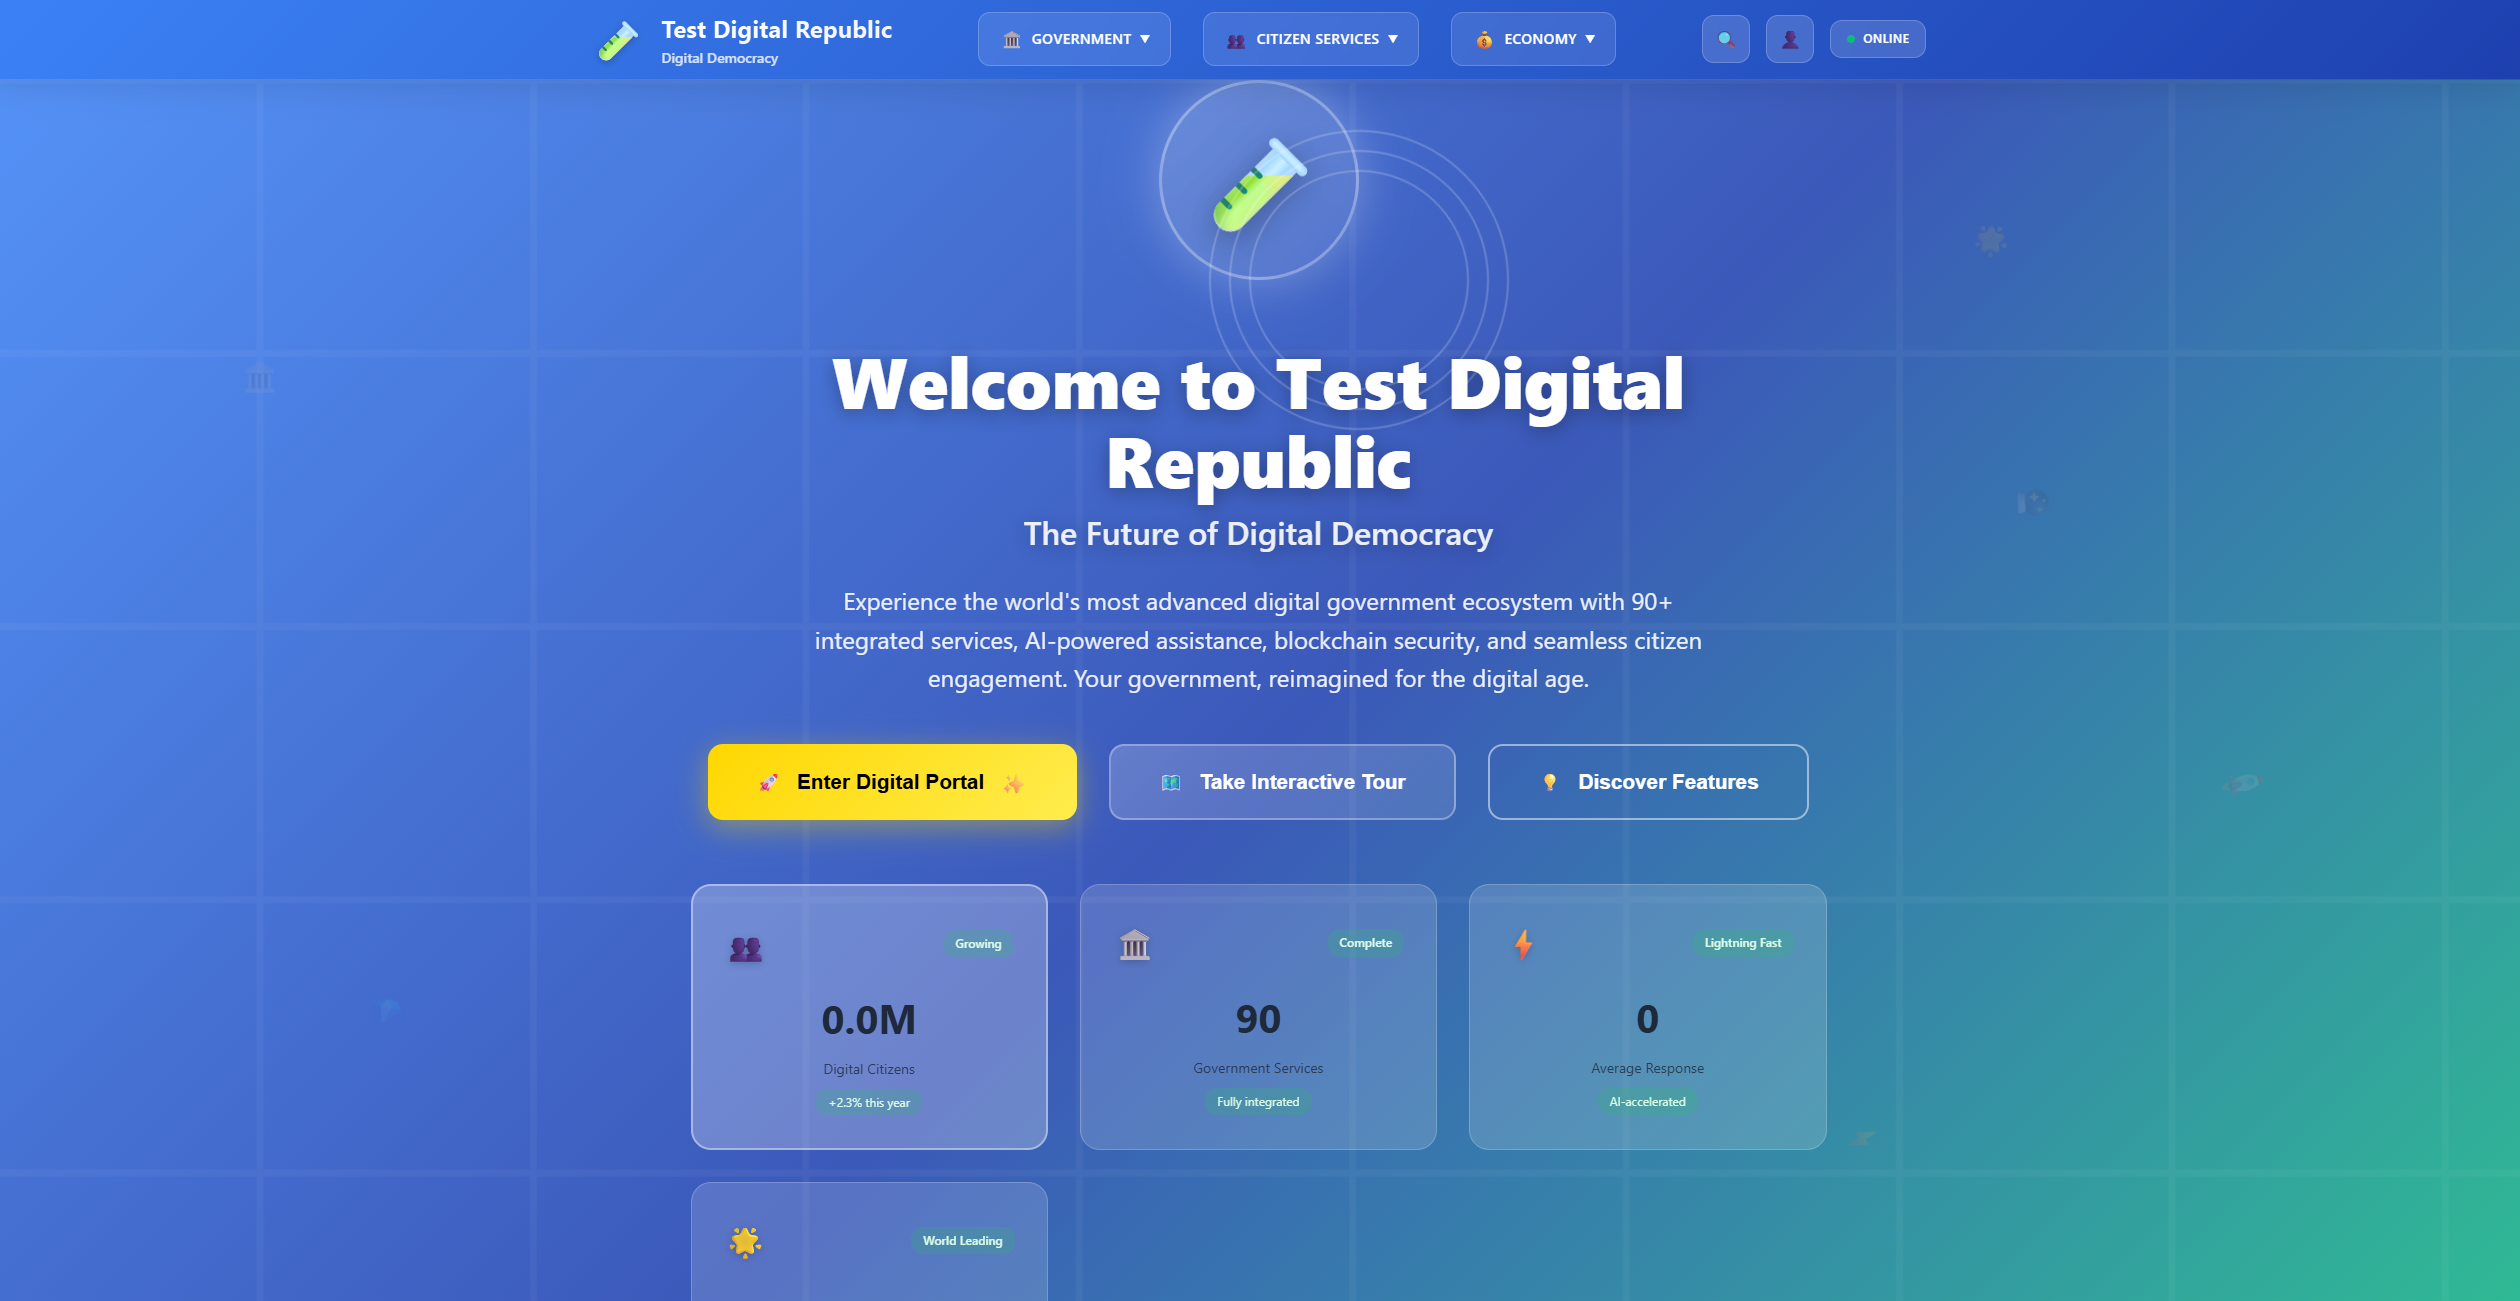 Test Digital Republic
Digital Democracy
GOVERNMENT ▼
CITIZEN SERVICES ▼
ECONOMY ▼
ONLINE
Welcome to Test Digital
Republic
The Future of Digital Democracy
Experience the world's most advanced digital government ecosystem with 90+
integrated services, AI-powered assistance, blockchain security, and seamless citizen
engagement. Your government, reimagined for the digital age.
Enter Digital Portal
Take Interactive Tour
Discover Features
Growing
0.0M
Digital Citizens
+2.3% this year
Complete
90
Government Services
Fully integrated
Lightning Fast
0
Average Response
AI-accelerated
World Leading